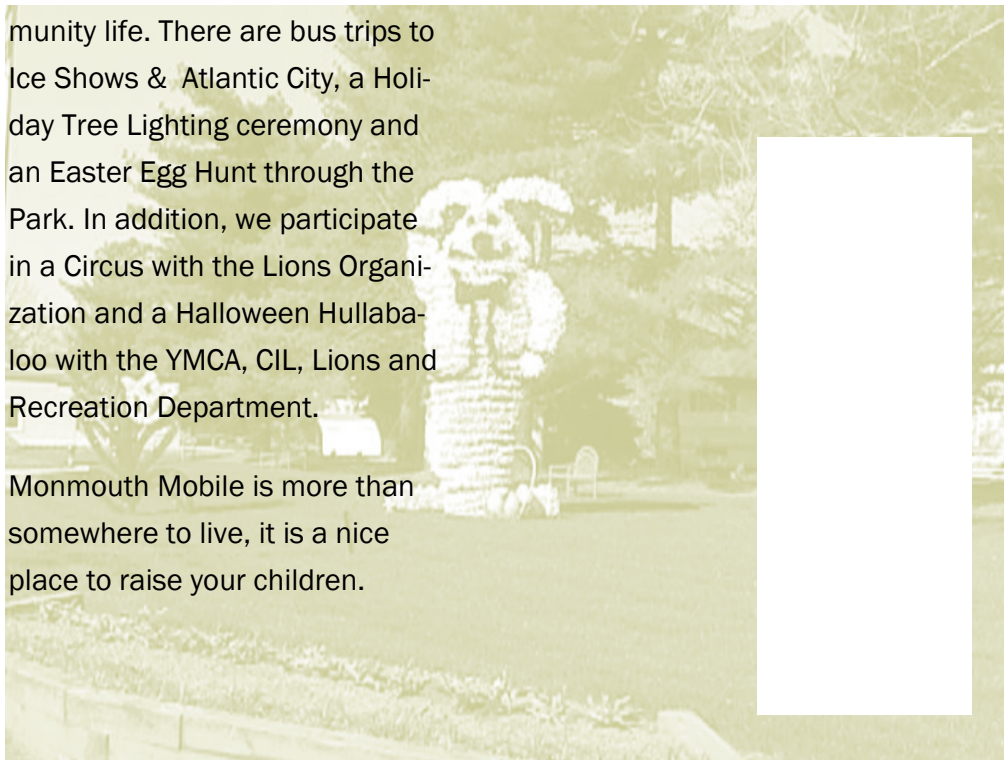 munity life. There are bus trips to
Ice Shows & Atlantic City, a Holi-
day Tree Lighting ceremony and
an Easter Egg Hunt through the
Park. In addition, we participate
in a Circus with the Lions Organi-
zation and a Halloween Hullaba-
loo with the YMCA, CIL, Lions and
Recreation Department.
Monmouth Mobile is more than
somewhere to live, it is a nice
place to raise your children.